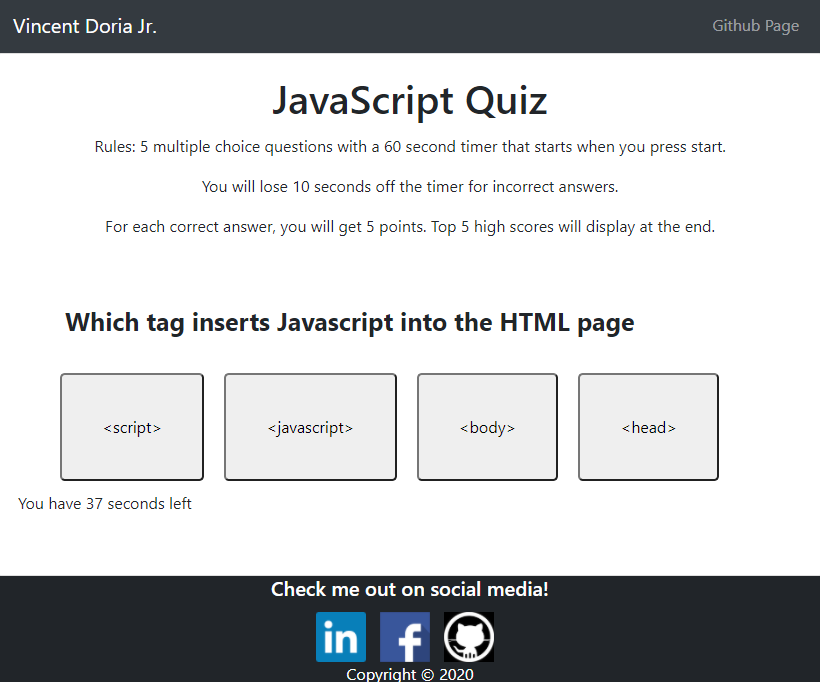 Vincent Doria Jr. Github Page
JavaScript Quiz
Rules: 5 multiple choice questions with a 60 second timer that starts when you press start.
You will lose 10 seconds off the timer for incorrect answers.
For each correct answer, you will get 5 points. Top 5 high scores will display at the end.
Which tag inserts Javascript into the HTML page
<script> <javascript> <body> <head>
You have 37 seconds left
Check me out on social media!
in f
Copyright © 2020